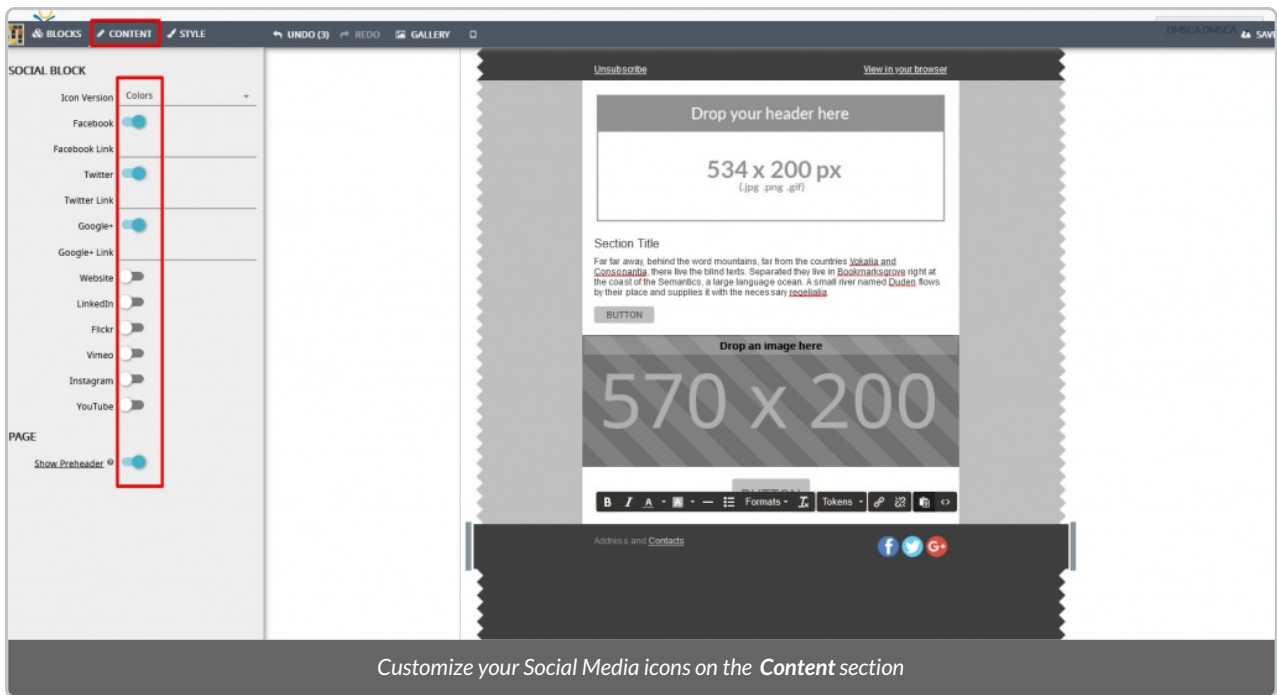 BLOCKS CONTENT STYLE UNDO (3) REDO GALLERY DMSCA DMSCA SAVE
SOCIAL BLOCK
Icon Version Colors
Facebook
Facebook Link
Twitter
Twitter Link
Google+
Google+ Link
Website
LinkedIn
Flickr
Vimeo
Instagram
YouTube
PAGE
Show Preheader
Unsubscribe View in your browser
Drop your header here
534 x 200 px
(.jpg .png .gif)
Section Title
Far far away, behind the word mountains, far from the countries Vokalia and
Consonantia, there live the blind texts. Separated they live in Bookmarksgrove right at
the coast of the Semantics, a large language ocean. A small river named Duden flows
by their place and supplies it with the necessary regelialia.
BUTTON
Drop an image here
570 x 200
BUTTON
B I A A Formats Tx Tokens <>
Address and Contacts f G+
Customize your Social Media icons on the Content section